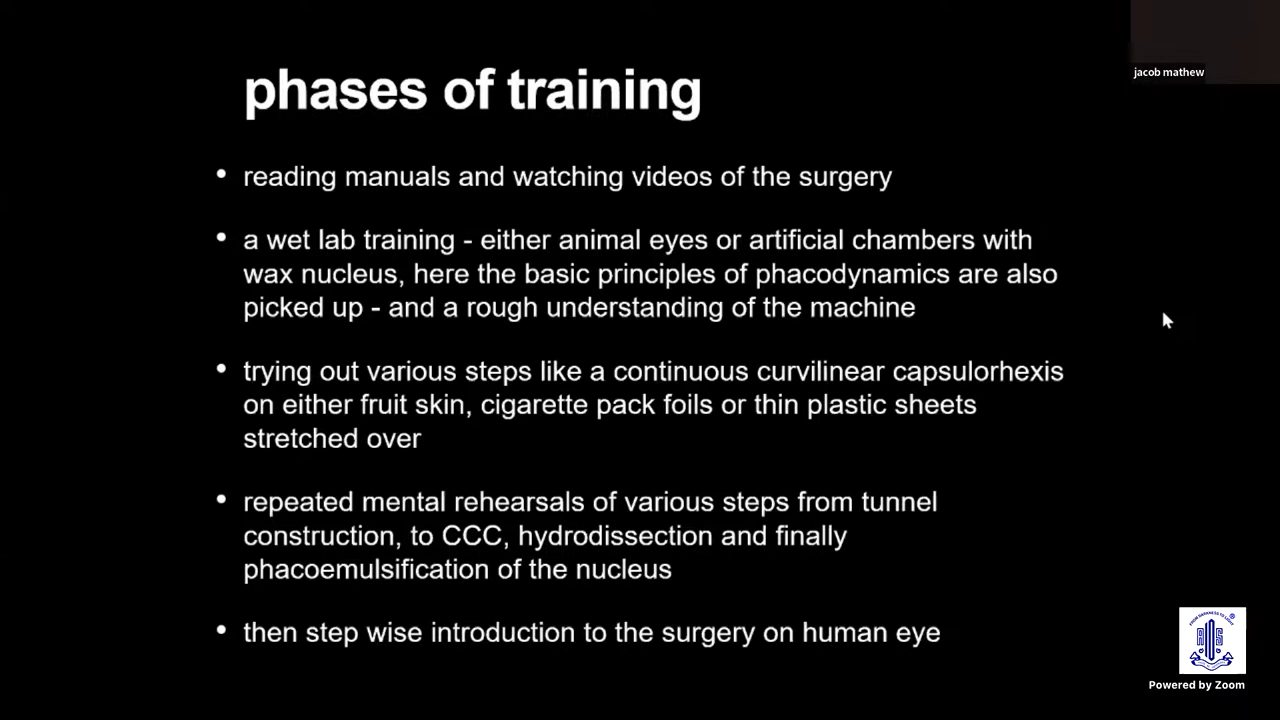 phases of training
jacob mathew
• reading manuals and watching videos of the surgery
• a wet lab training - either animal eyes or artificial chambers with
wax nucleus, here the basic principles of phacodynamics are also
picked up - and a rough understanding of the machine
• trying out various steps like a continuous curvilinear capsulorhexis
on either fruit skin, cigarette pack foils or thin plastic sheets
stretched over
• repeated mental rehearsals of various steps from tunnel
construction, to CCC, hydrodissection and finally
phacoemulsification of the nucleus
• then step wise introduction to the surgery on human eye
Powered by Zoom